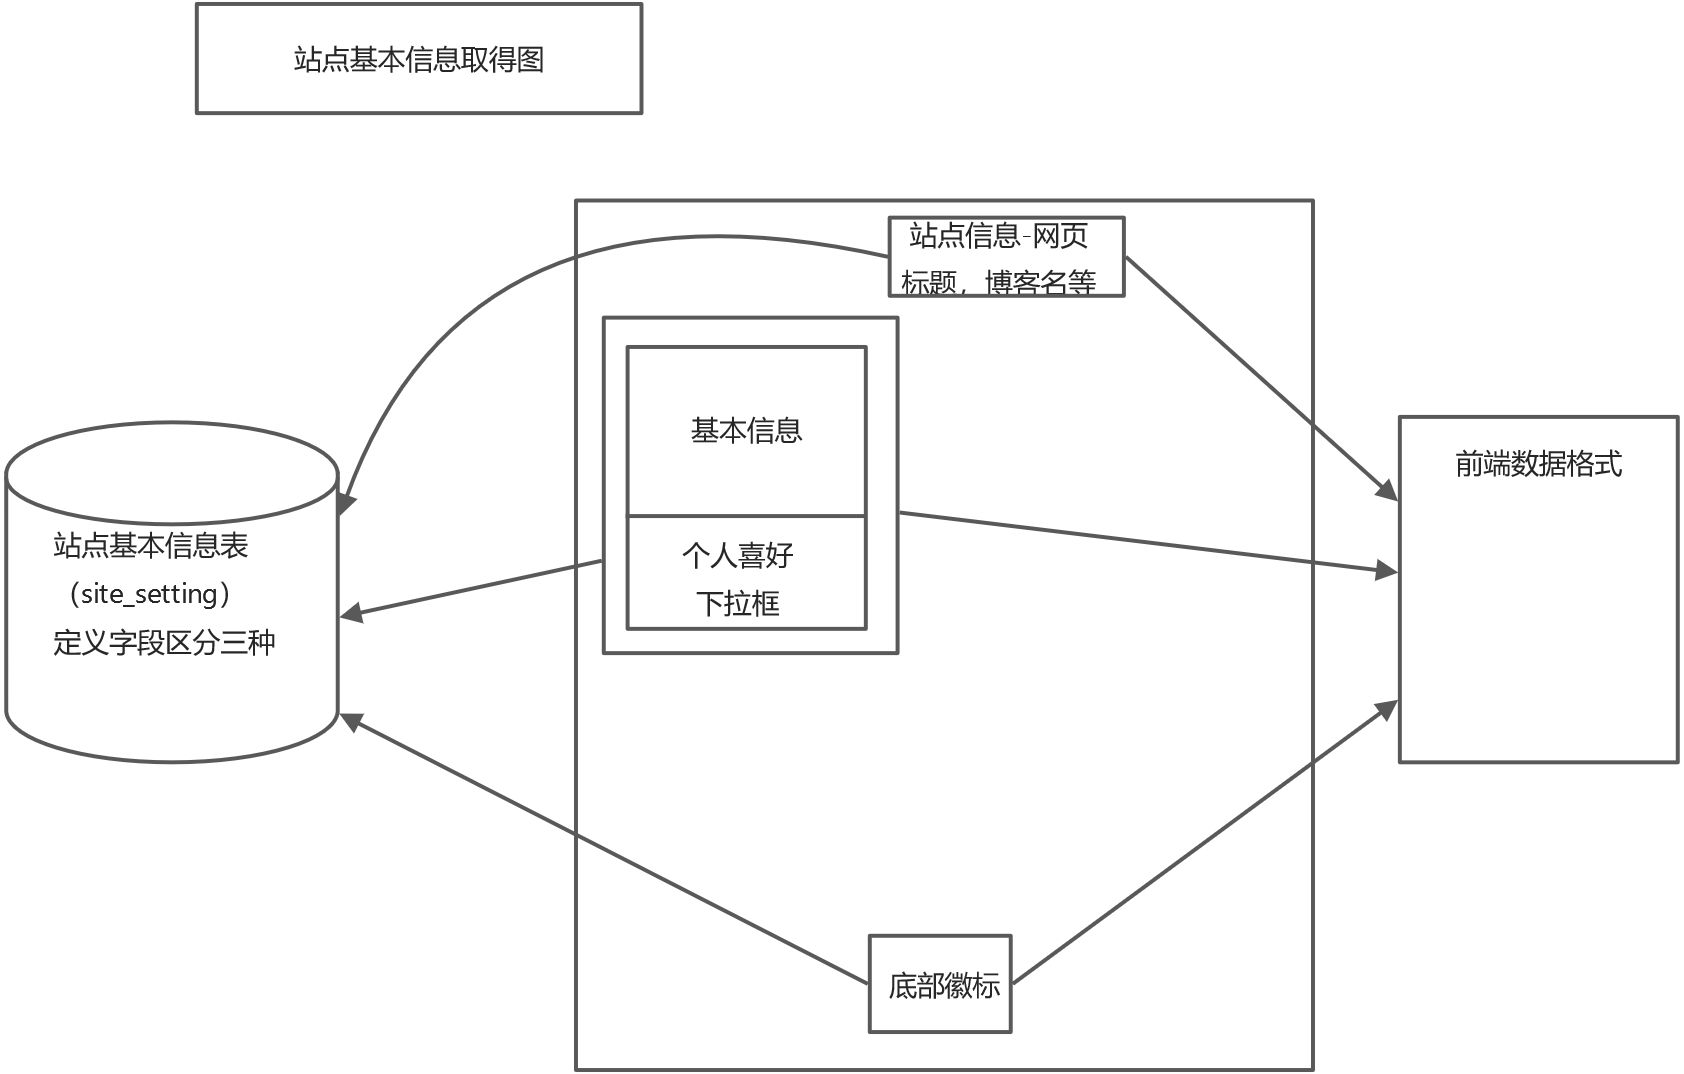 站点基本信息取得图
站点信息-网页
标题，博客名等
基本信息
个人喜好
下拉框
站点基本信息表
（site_setting）
定义字段区分三种
前端数据格式
底部徽标